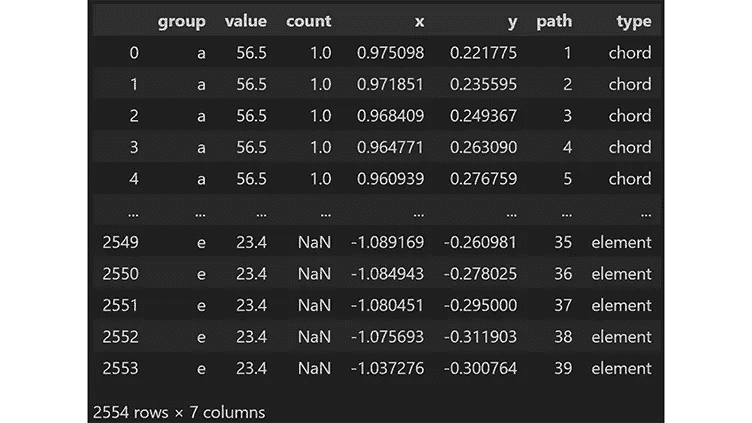 group value count x y path type
0 a 56.5 1.0 0.975098 0.221775 1 chord
1 a 56.5 1.0 0.971851 0.235595 2 chord
2 a 56.5 1.0 0.968409 0.249367 3 chord
3 a 56.5 1.0 0.964771 0.263090 4 chord
4 a 56.5 1.0 0.960939 0.276759 5 chord
... ... ... ... ... ... ... ...
2549 e 23.4 NaN -1.089169 -0.260981 35 element
2550 e 23.4 NaN -1.084943 -0.278025 36 element
2551 e 23.4 NaN -1.080451 -0.295000 37 element
2552 e 23.4 NaN -1.075693 -0.311903 38 element
2553 e 23.4 NaN -1.037276 -0.300764 39 element
2554 rows × 7 columns